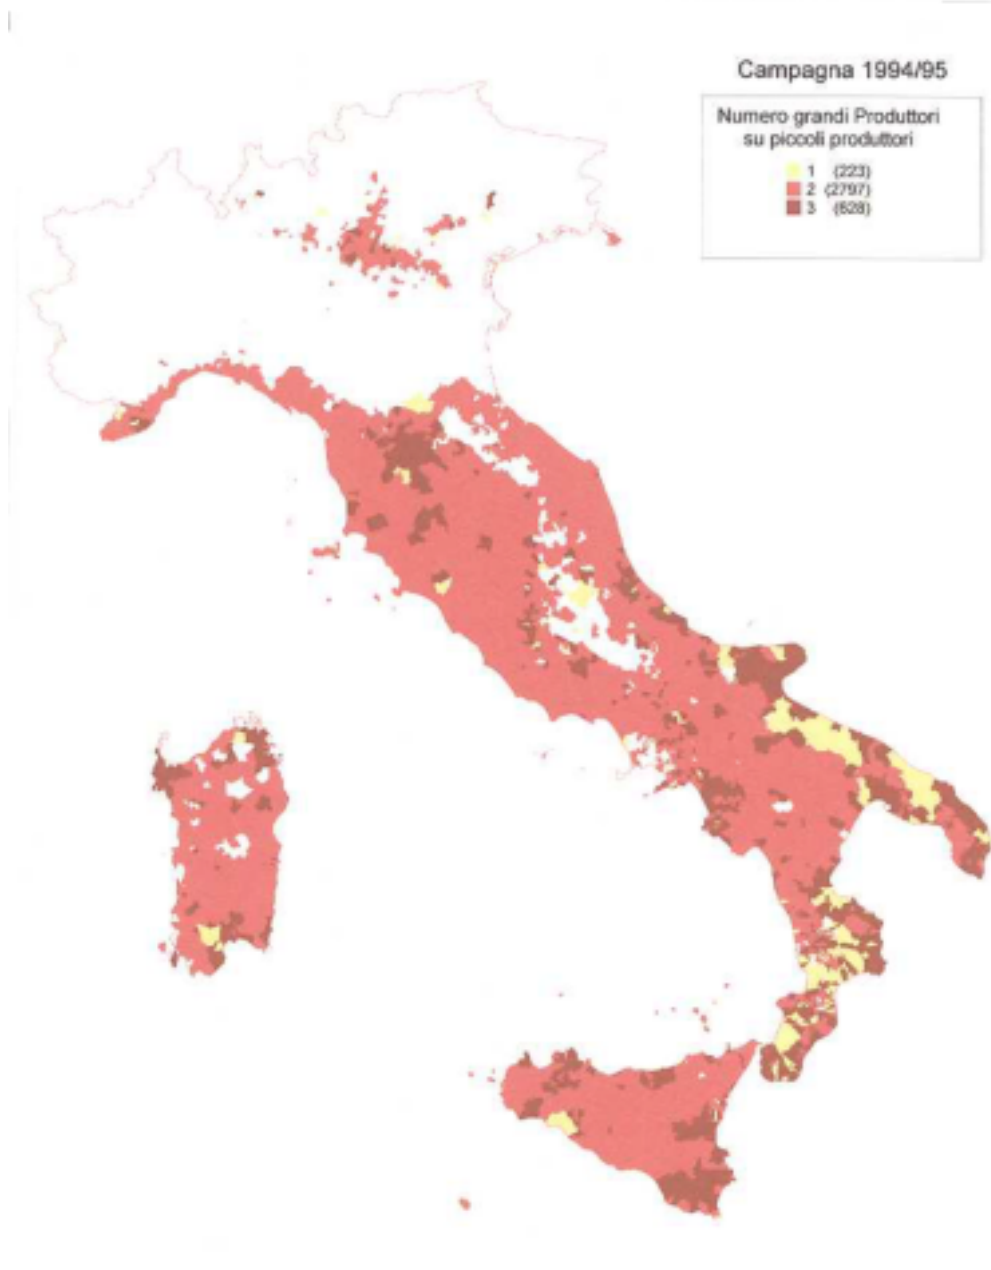 Campagna 1994/95
Numero grandi Produttori
su piccoli produttori
1 (223)
2 (2797)
3 (628)